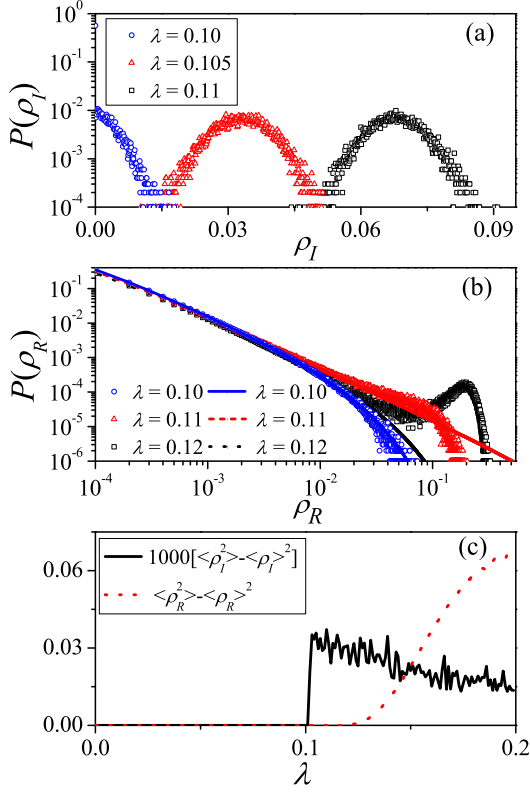 (a)
λ = 0.10
λ = 0.105
λ = 0.11
P(ρ_I)
10^0
10^-1
10^-2
10^-3
10^-4
0.00 0.03 0.06 0.09
ρ_I
(b)
P(ρ_R)
10^-1
10^-2
10^-3
10^-4
10^-5
10^-6
λ = 0.10 λ = 0.10
λ = 0.11 λ = 0.11
λ = 0.12 λ = 0.12
10^-4 10^-3 10^-2 10^-1
ρ_R
(c)
1000[<ρ_I^2>-<ρ_I>^2]
<ρ_R^2>-<ρ_R>^2
0.06
0.03
0.00
0.0 0.1 0.2
λ